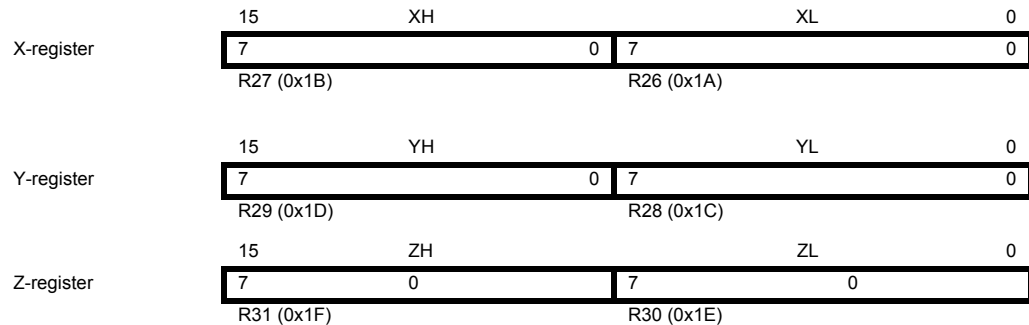 15 XH XL 0
X-register 7 0 7 0
R27 (0x1B) R26 (0x1A)
15 YH YL 0
Y-register 7 0 7 0
R29 (0x1D) R28 (0x1C)
15 ZH ZL 0
Z-register 7 0 7 0
R31 (0x1F) R30 (0x1E)